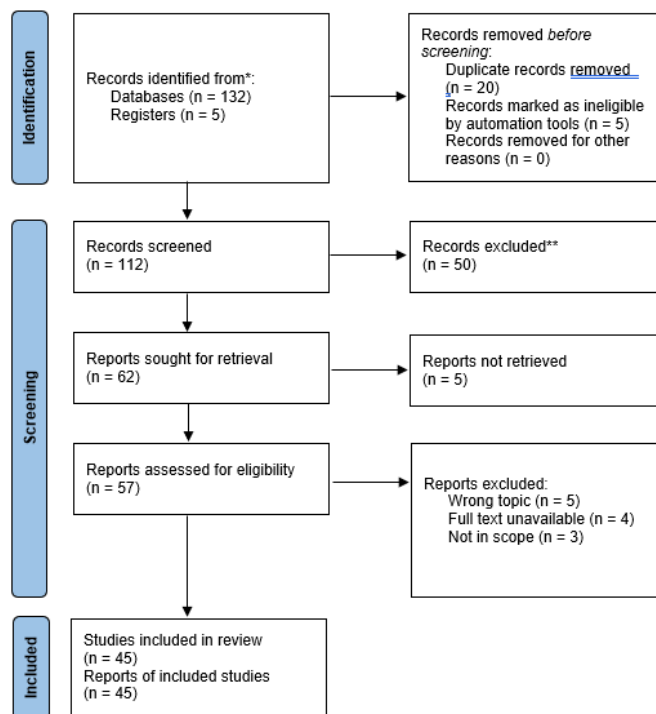 Identification
Records identified from*:
Databases (n = 132)
Registers (n = 5)
Records removed before
screening:
Duplicate records removed
(n = 20)
Records marked as ineligible
by automation tools (n = 5)
Records removed for other
reasons (n = 0)
Screening
Records screened
(n = 112)
Records excluded**
(n = 50)
Reports sought for retrieval
(n = 62)
Reports not retrieved
(n = 5)
Reports assessed for eligibility
(n = 57)
Reports excluded:
Wrong topic (n = 5)
Full text unavailable (n = 4)
Not in scope (n = 3)
Included
Studies included in review
(n = 45)
Reports of included studies
(n = 45)